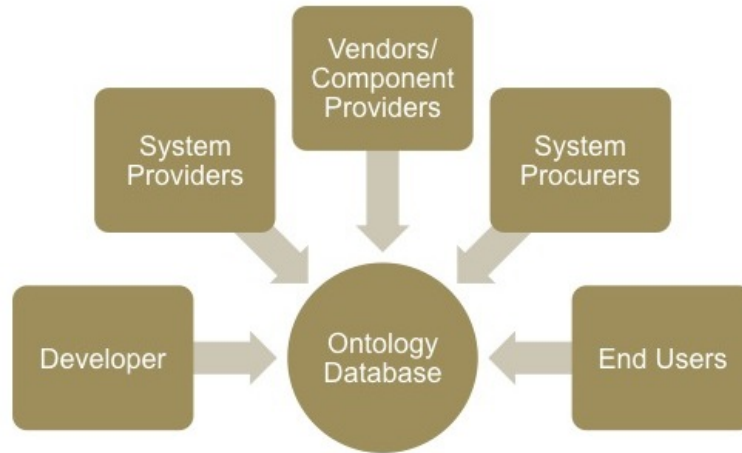 Vendors/
Component
Providers
System
Providers
System
Procurers
Developer
Ontology
Database
End Users